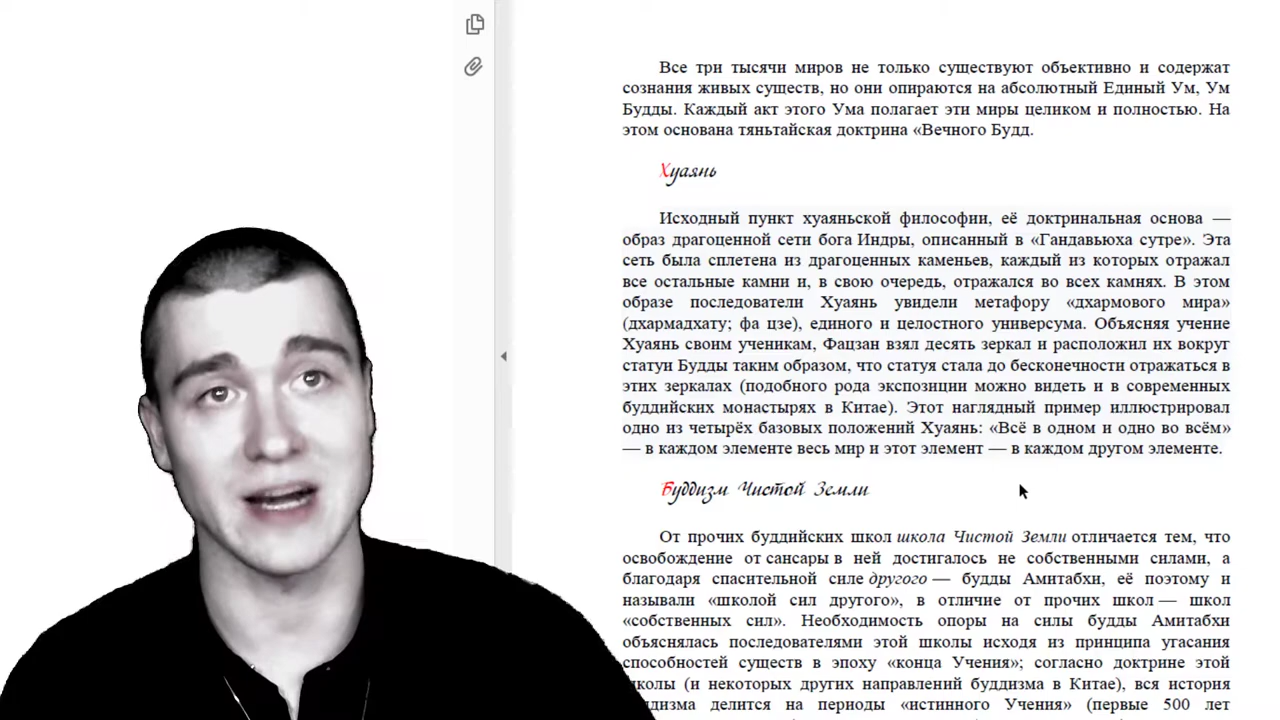 Все три тысячи миров не только существуют объективно и содержат
сознания живых существ, но они опираются на абсолютный Единый Ум, Ум
Будды. Каждый акт этого Ума полагает эти миры целиком и полностью. На
этом основана тяньтайская доктрина «Вечного Будд.
Хуаянь
Исходный пункт хуаяньской философии, её доктринальная основа —
образ драгоценной сети бога Индры, описанный в «Гандавьюха сутре». Эта
сеть была сплетена из драгоценных каменьев, каждый из которых отражал
все остальные камни и, в свою очередь, отражался во всех камнях. В этом
образе последователи Хуаянь увидели метафору «дхармового мира»
(дхармадхату; фа цзе), единого и целостного универсума. Объясняя учение
Хуаянь своим ученикам, Фацзан взял десять зеркал и расположил их вокруг
статуи Будды таким образом, что статуя стала до бесконечности отражаться в
этих зеркалах (подобного рода экспозиции можно видеть и в современных
буддийских монастырях в Китае). Этот наглядный пример иллюстрировал
одно из четырёх базовых положений Хуаянь: «Всё в одном и одно во всём»
— в каждом элементе весь мир и этот элемент — в каждом другом элементе.
Буддизм Чистой Земли
От прочих буддийских школ школа Чистой Земли отличается тем, что
освобождение от сансары в ней достигалось не собственными силами, а
благодаря спасительной силе другого — будды Амитабхи, её поэтому и
называли «школой сил другого», в отличие от прочих школ — школ
«собственных сил». Необходимость опоры на силы будды Амитабхи
объяснялась последователями этой школы исходя из принципа угасания
способностей существ в эпоху «конца Учения»; согласно доктрине этой
школы (и некоторых других направлений буддизма в Китае), вся история
буддизма делится на периоды «истинного Учения» (первые 500 лет